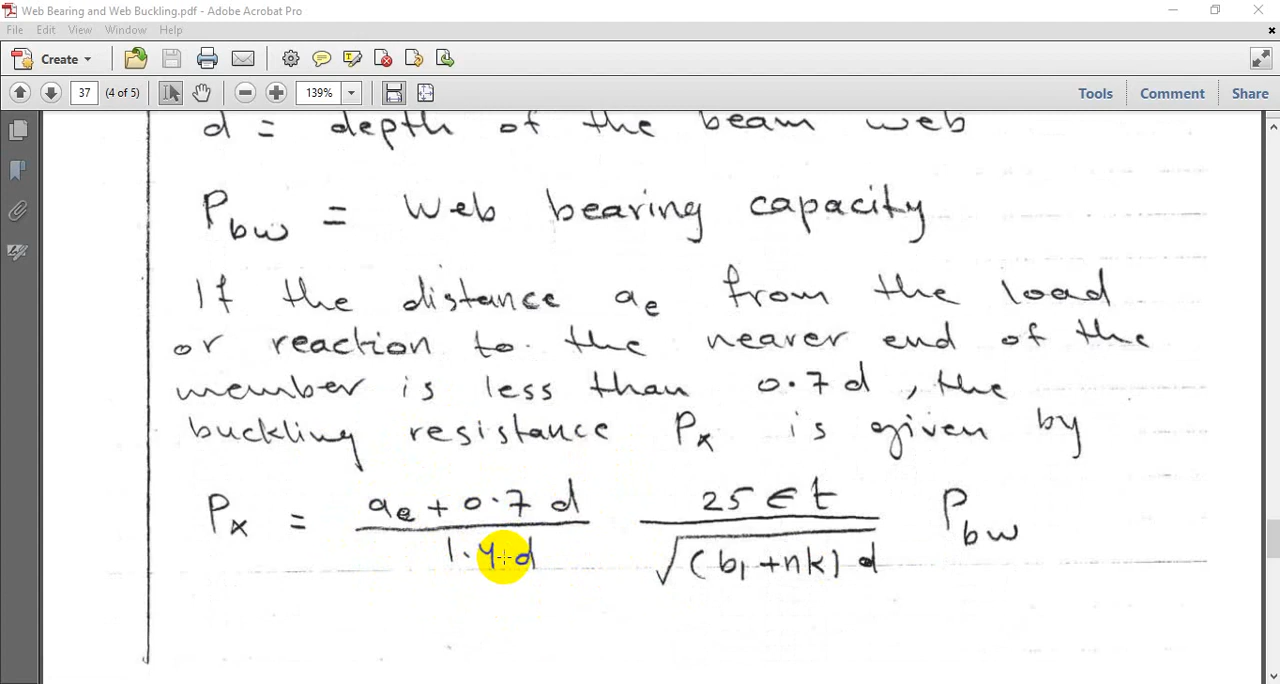 Web Bearing and Web Buckling.pdf - Adobe Acrobat Pro
File Edit View Window Help
Create
37 (4 of 5) 139% Tools Comment Share
d = depth of the beam web
Pbw = Web bearing capacity
If the distance ae from the load
or reaction to the nearer end of the
member is less than 0.7d, the
buckling resistance Px is given by
Px = (ae + 0.7 d) / (1.4 d) · (25 ∈ t) / √((b1 + nk) d) Pbw